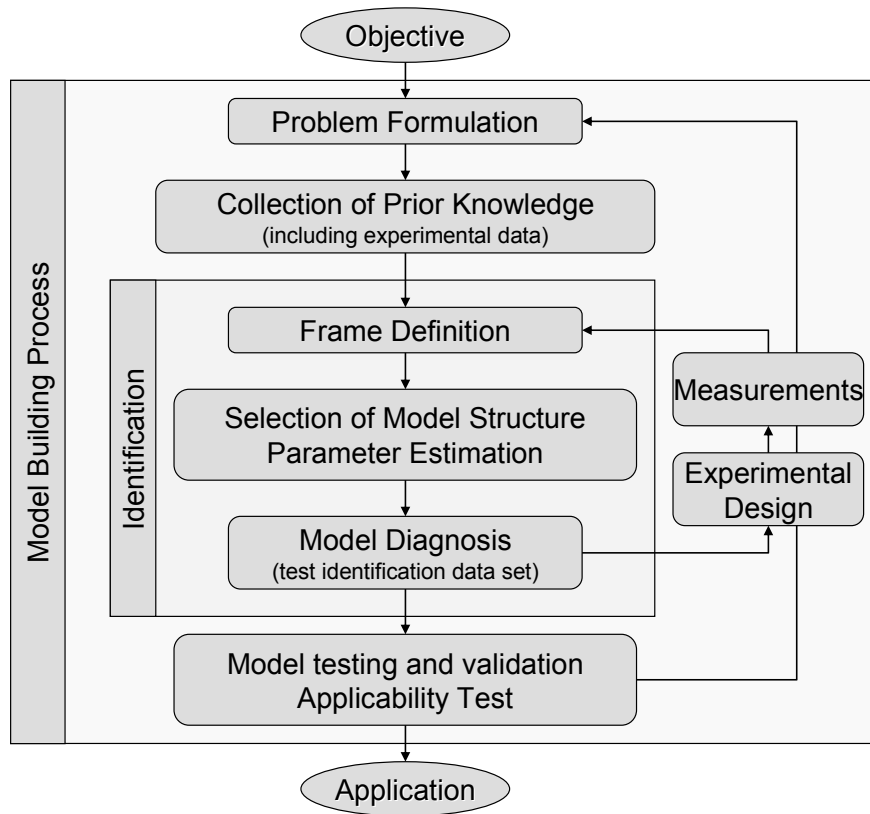 Objective
Model Building Process
Problem Formulation
Collection of Prior Knowledge
(including experimental data)
Identification
Frame Definition
Selection of Model Structure
Parameter Estimation
Model Diagnosis
(test identification data set)
Measurements
Experimental
Design
Model testing and validation
Applicability Test
Application